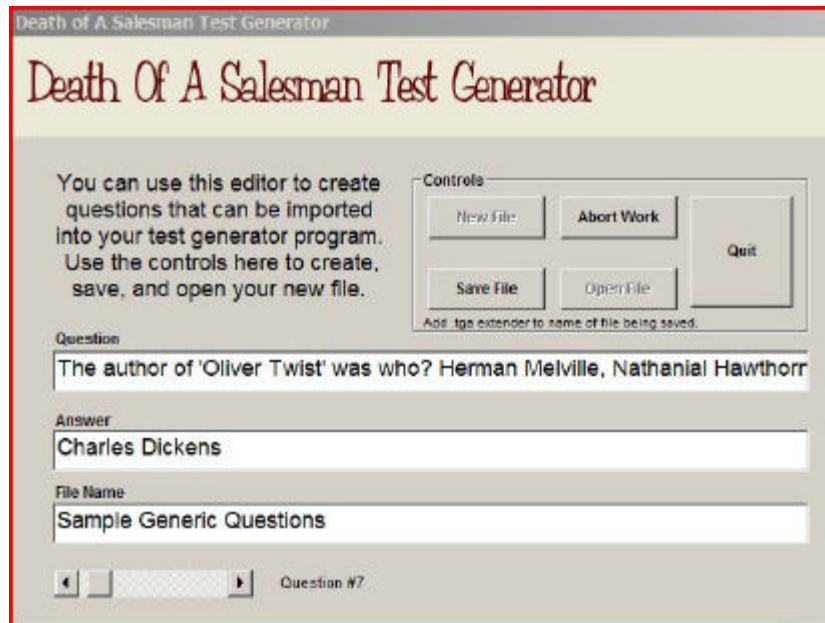 Death of A Salesman Test Generator
Death Of A Salesman Test Generator
You can use this editor to create
questions that can be imported
into your test generator program.
Use the controls here to create,
save, and open your new file.
Controls
New File
Abort Work
Quit
Save File
Open File
Add .tga extender to name of file being saved.
Question
The author of 'Oliver Twist' was who? Herman Melville, Nathanial Hawthorn
Answer
Charles Dickens
File Name
Sample Generic Questions
Question #7